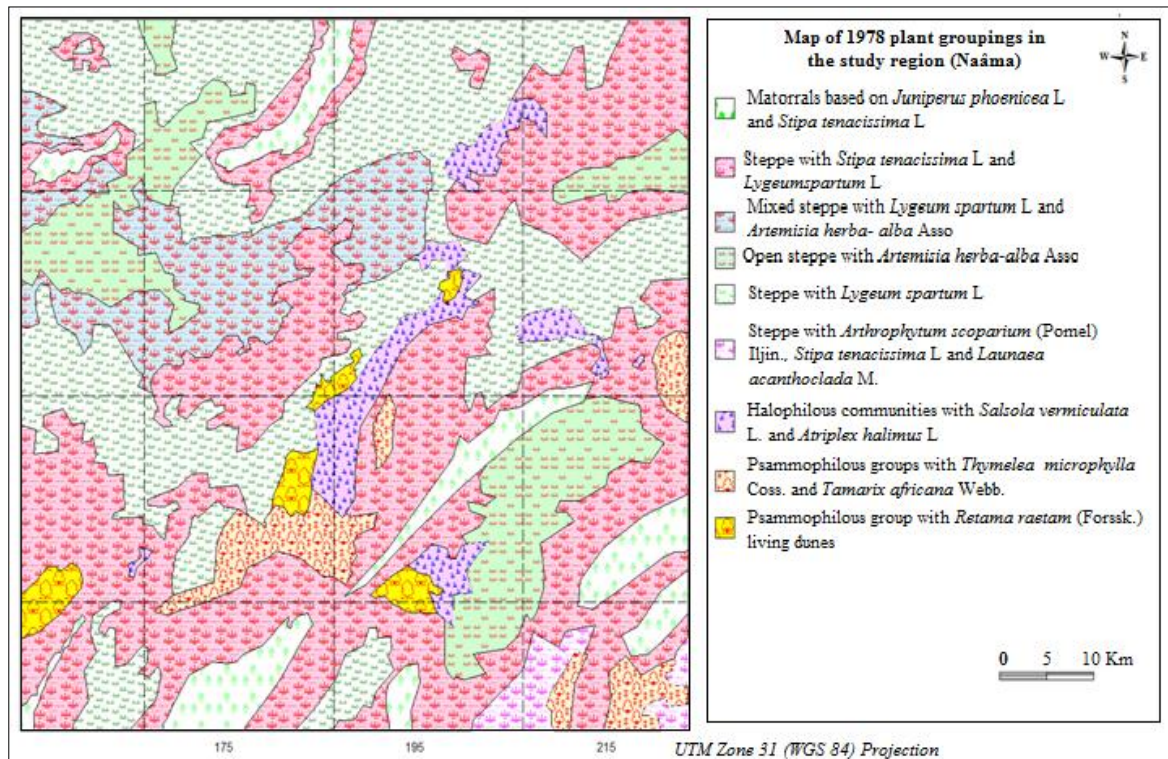 Map of 1978 plant groupings in
the study region (Naâma)
N
W E
S
Matorrals based on Juniperus phoenicea L
and Stipa tenacissima L
Steppe with Stipa tenacissima L and
Lygeumspartum L
Mixed steppe with Lygeum spartum L and
Artemisia herba- alba Asso
Open steppe with Artemisia herba-alba Asso
Steppe with Lygeum spartum L
Steppe with Arthrophytum scoparium (Pomel)
Iljin., Stipa tenacissima L and Launaea
acanthoclada M.
Halophilous communities with Salsola vermiculata
L. and Atriplex halimus L
Psammophilous groups with Thymelea microphylla
Coss. and Tamarix africana Webb.
Psammophilous group with Retama raetam (Forssk.)
living dunes
0 5 10 Km
175 195 215
UTM Zone 31 (WGS 84) Projection